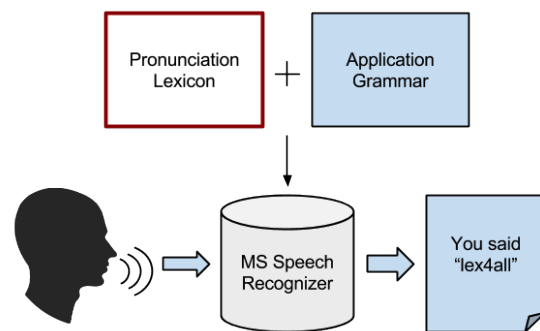 Pronunciation
Lexicon
+
Application
Grammar
MS Speech
Recognizer
You said
“lex4all”